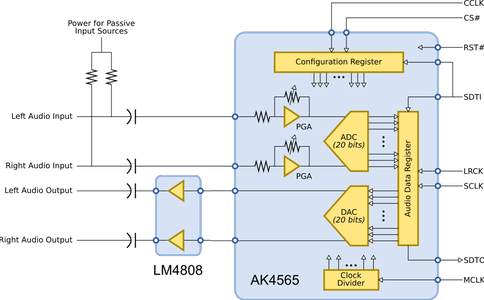 CCLK
CS#
Power for Passive
Input Sources
RST#
Configuration Register
SDTI
Left Audio Input
PGA
ADC
(20 bits)
Audio Data Register
Right Audio Input
PGA
LRCK
SCLK
Left Audio Output
DAC
(20 bits)
Right Audio Output
LM4808
AK4565
Clock
Divider
SDTO
MCLK